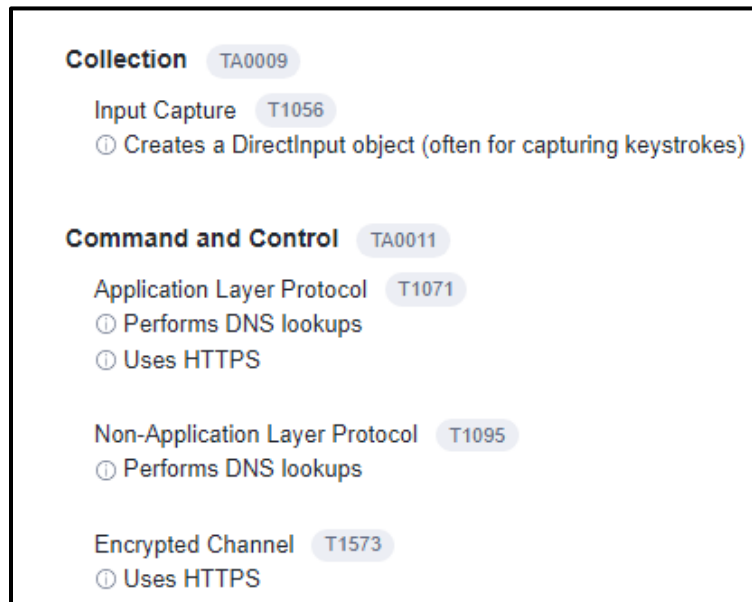 Collection TA0009
Input Capture T1056
ⓘ Creates a DirectInput object (often for capturing keystrokes)
Command and Control TA0011
Application Layer Protocol T1071
ⓘ Performs DNS lookups
ⓘ Uses HTTPS
Non-Application Layer Protocol T1095
ⓘ Performs DNS lookups
Encrypted Channel T1573
ⓘ Uses HTTPS